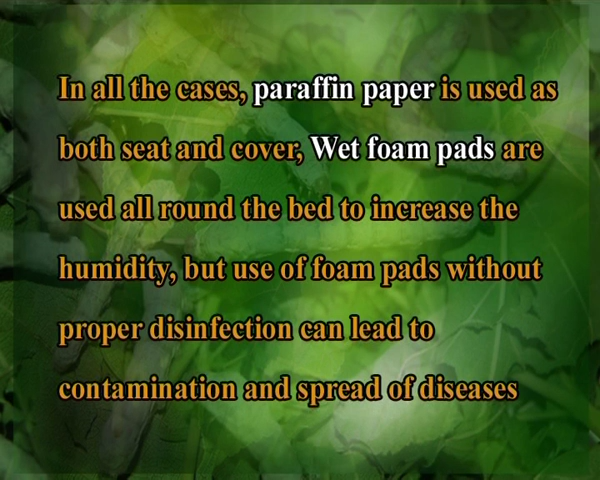 In all the cases, paraffin paper is used as
both seat and cover, Wet foam pads are
used all round the bed to increase the
humidity, but use of foam pads without
proper disinfection can lead to
contamination and spread of diseases